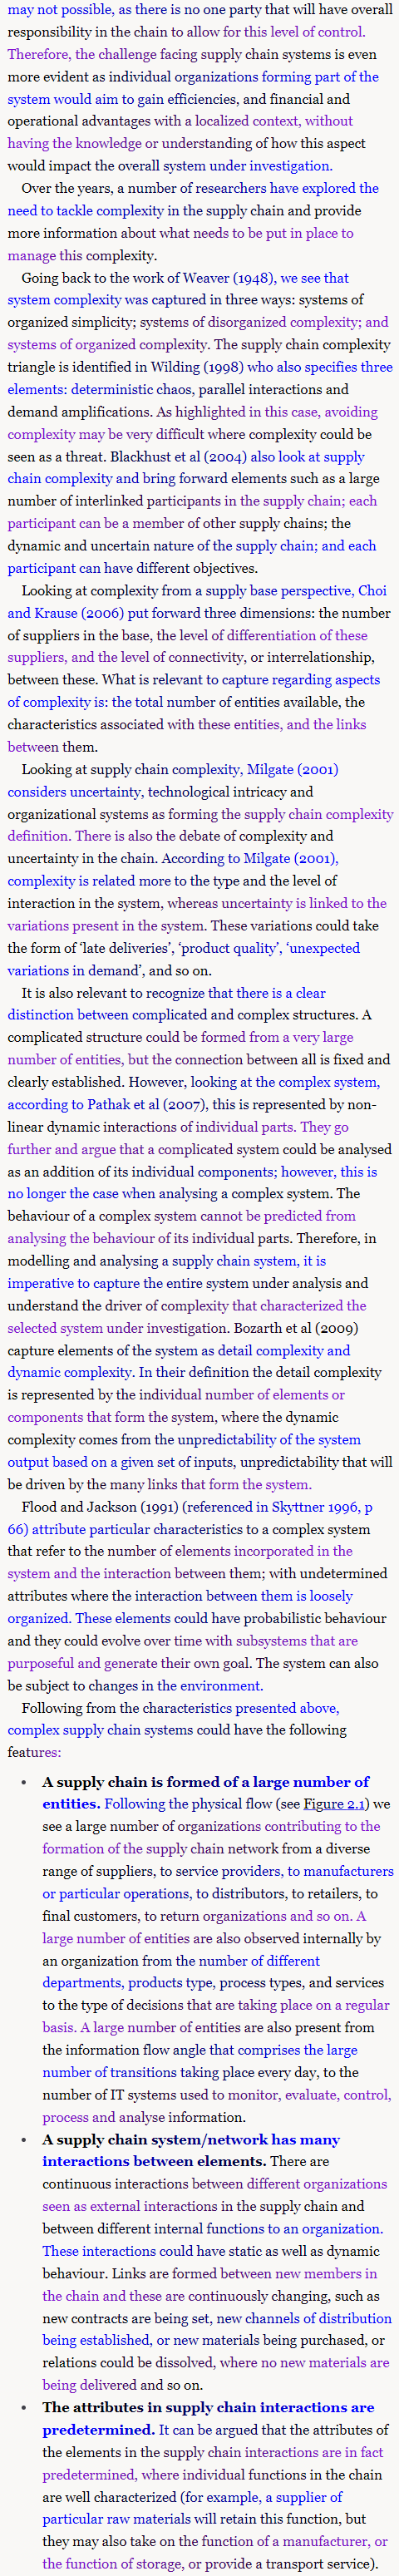 may not possible, as there is no one party that will have overall
responsibility in the chain to allow for this level of control.
Therefore, the challenge facing supply chain systems is even
more evident as individual organizations forming part of the
system would aim to gain efficiencies, and financial and
operational advantages with a localized context, without
having the knowledge or understanding of how this aspect
would impact the overall system under investigation.
Over the years, a number of researchers have explored the
need to tackle complexity in the supply chain and provide
more information about what needs to be put in place to
manage this complexity.
Going back to the work of Weaver (1948), we see that
system complexity was captured in three ways: systems of
organized simplicity; systems of disorganized complexity; and
systems of organized complexity. The supply chain complexity
triangle is identified in Wilding (1998) who also specifies three
elements: deterministic chaos, parallel interactions and
demand amplifications. As highlighted in this case, avoiding
complexity may be very difficult where complexity could be
seen as a threat. Blackhust et al (2004) also look at supply
chain complexity and bring forward elements such as a large
number of interlinked participants in the supply chain; each
participant can be a member of other supply chains; the
dynamic and uncertain nature of the supply chain; and each
participant can have different objectives.
Looking at complexity from a supply base perspective, Choi
and Krause (2006) put forward three dimensions: the number
of suppliers in the base, the level of differentiation of these
suppliers, and the level of connectivity, or interrelationship,
between these. What is relevant to capture regarding aspects
of complexity is: the total number of entities available, the
characteristics associated with these entities, and the links
between them.
Looking at supply chain complexity, Milgate (2001)
considers uncertainty, technological intricacy and
organizational systems as forming the supply chain complexity
definition. There is also the debate of complexity and
uncertainty in the chain. According to Milgate (2001),
complexity is related more to the type and the level of
interaction in the system, whereas uncertainty is linked to the
variations present in the system. These variations could take
the form of ‘late deliveries’, ‘product quality’, ‘unexpected
variations in demand’, and so on.
It is also relevant to recognize that there is a clear
distinction between complicated and complex structures. A
complicated structure could be formed from a very large
number of entities, but the connection between all is fixed and
clearly established. However, looking at the complex system,
according to Pathak et al (2007), this is represented by non-
linear dynamic interactions of individual parts. They go
further and argue that a complicated system could be analysed
as an addition of its individual components; however, this is
no longer the case when analysing a complex system. The
behaviour of a complex system cannot be predicted from
analysing the behaviour of its individual parts. Therefore, in
modelling and analysing a supply chain system, it is
imperative to capture the entire system under analysis and
understand the driver of complexity that characterized the
selected system under investigation. Bozarth et al (2009)
capture elements of the system as detail complexity and
dynamic complexity. In their definition the detail complexity
is represented by the individual number of elements or
components that form the system, where the dynamic
complexity comes from the unpredictability of the system
output based on a given set of inputs, unpredictability that will
be driven by the many links that form the system.
Flood and Jackson (1991) (referenced in Skyttner 1996, p
66) attribute particular characteristics to a complex system
that refer to the number of elements incorporated in the
system and the interaction between them; with undetermined
attributes where the interaction between them is loosely
organized. These elements could have probabilistic behaviour
and they could evolve over time with subsystems that are
purposeful and generate their own goal. The system can also
be subject to changes in the environment.
Following from the characteristics presented above,
complex supply chain systems could have the following
features:
• A supply chain is formed of a large number of
entities. Following the physical flow (see Figure 2.1) we
see a large number of organizations contributing to the
formation of the supply chain network from a diverse
range of suppliers, to service providers, to manufacturers
or particular operations, to distributors, to retailers, to
final customers, to return organizations and so on. A
large number of entities are also observed internally by
an organization from the number of different
departments, products type, process types, and services
to the type of decisions that are taking place on a regular
basis. A large number of entities are also present from
the information flow angle that comprises the large
number of transitions taking place every day, to the
number of IT systems used to monitor, evaluate, control,
process and analyse information.
• A supply chain system/network has many
interactions between elements. There are
continuous interactions between different organizations
seen as external interactions in the supply chain and
between different internal functions to an organization.
These interactions could have static as well as dynamic
behaviour. Links are formed between new members in
the chain and these are continuously changing, such as
new contracts are being set, new channels of distribution
being established, or new materials being purchased, or
relations could be dissolved, where no new materials are
being delivered and so on.
• The attributes in supply chain interactions are
predetermined. It can be argued that the attributes of
the elements in the supply chain interactions are in fact
predetermined, where individual functions in the chain
are well characterized (for example, a supplier of
particular raw materials will retain this function, but
they may also take on the function of a manufacturer, or
the function of storage, or provide a transport service).